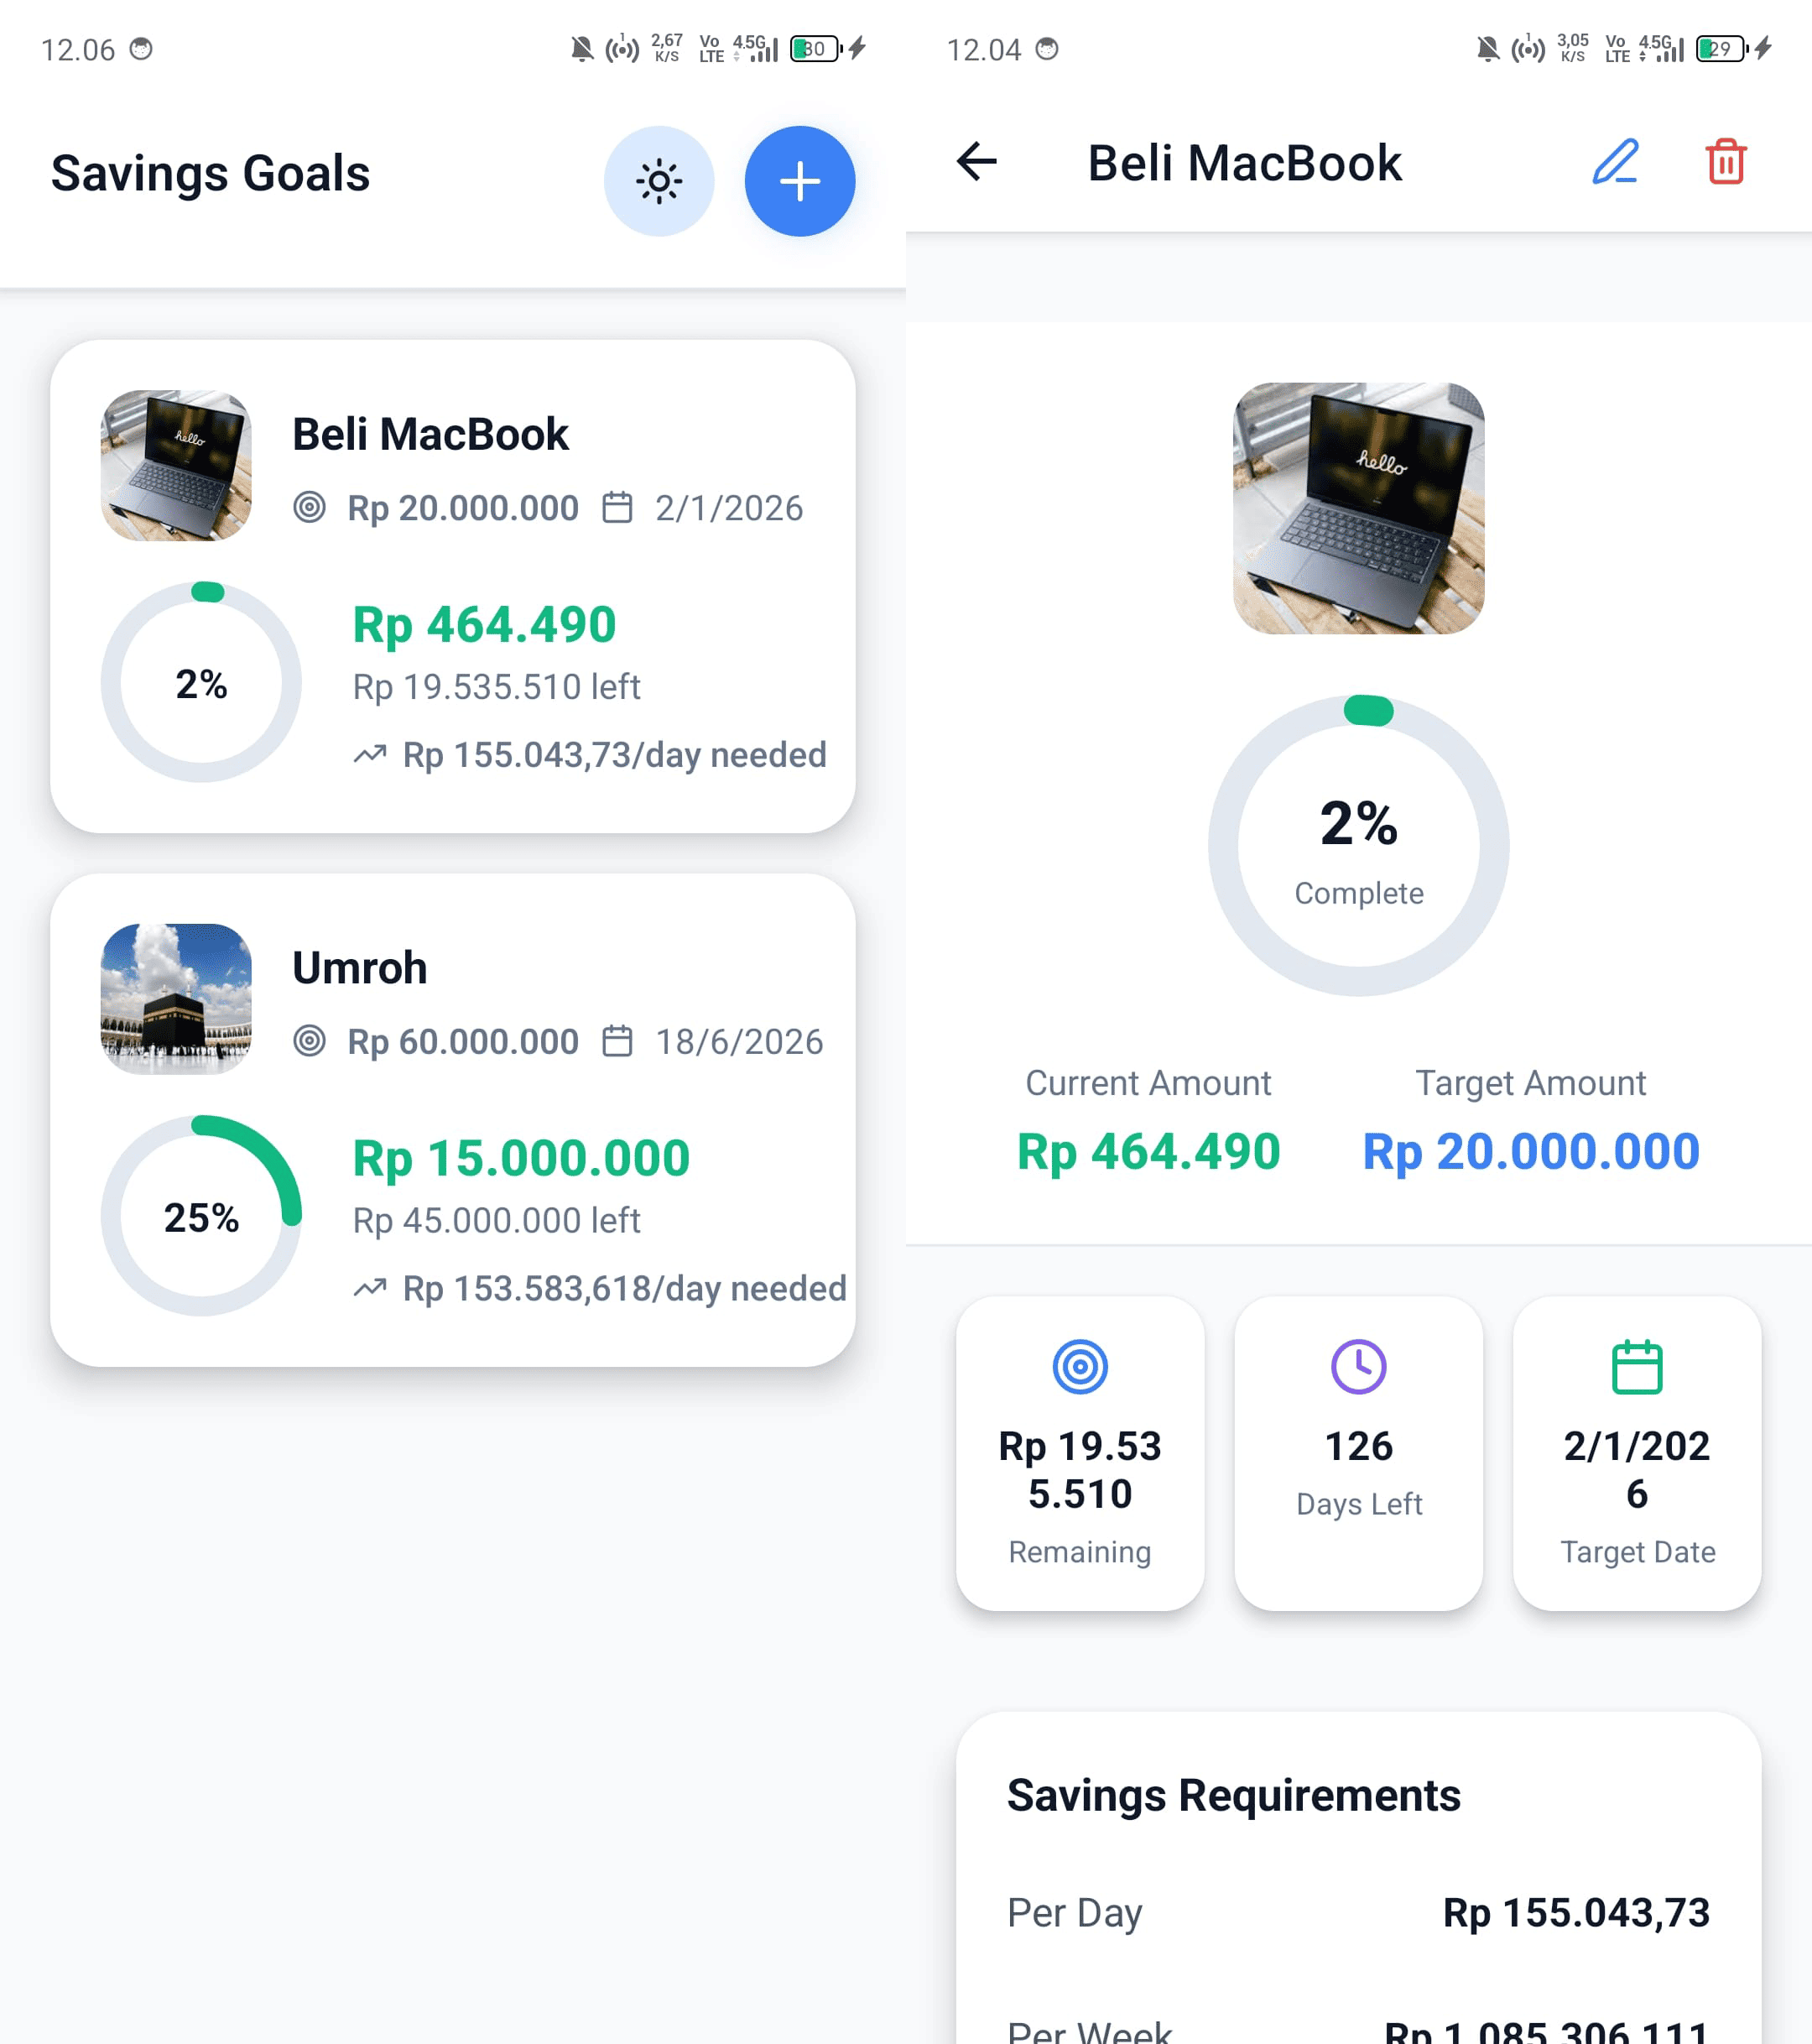 12.06
2,67
K/S
Vo
LTE
4.5G
30
Savings Goals
hello
Beli MacBook
Rp 20.000.000 2/1/2026
2%
Rp 464.490
Rp 19.535.510 left
Rp 155.043,73/day needed
Umroh
Rp 60.000.000 18/6/2026
25%
Rp 15.000.000
Rp 45.000.000 left
Rp 153.583,618/day needed
12.04
3,05
K/S
Vo
LTE
4.5G
29
Beli MacBook
hello
2%
Complete
Current Amount Target Amount
Rp 464.490 Rp 20.000.000
Rp 19.53
5.510
Remaining
126
Days Left
2/1/202
6
Target Date
Savings Requirements
Per Day Rp 155.043,73
Per Week Rp 1.085.306,111